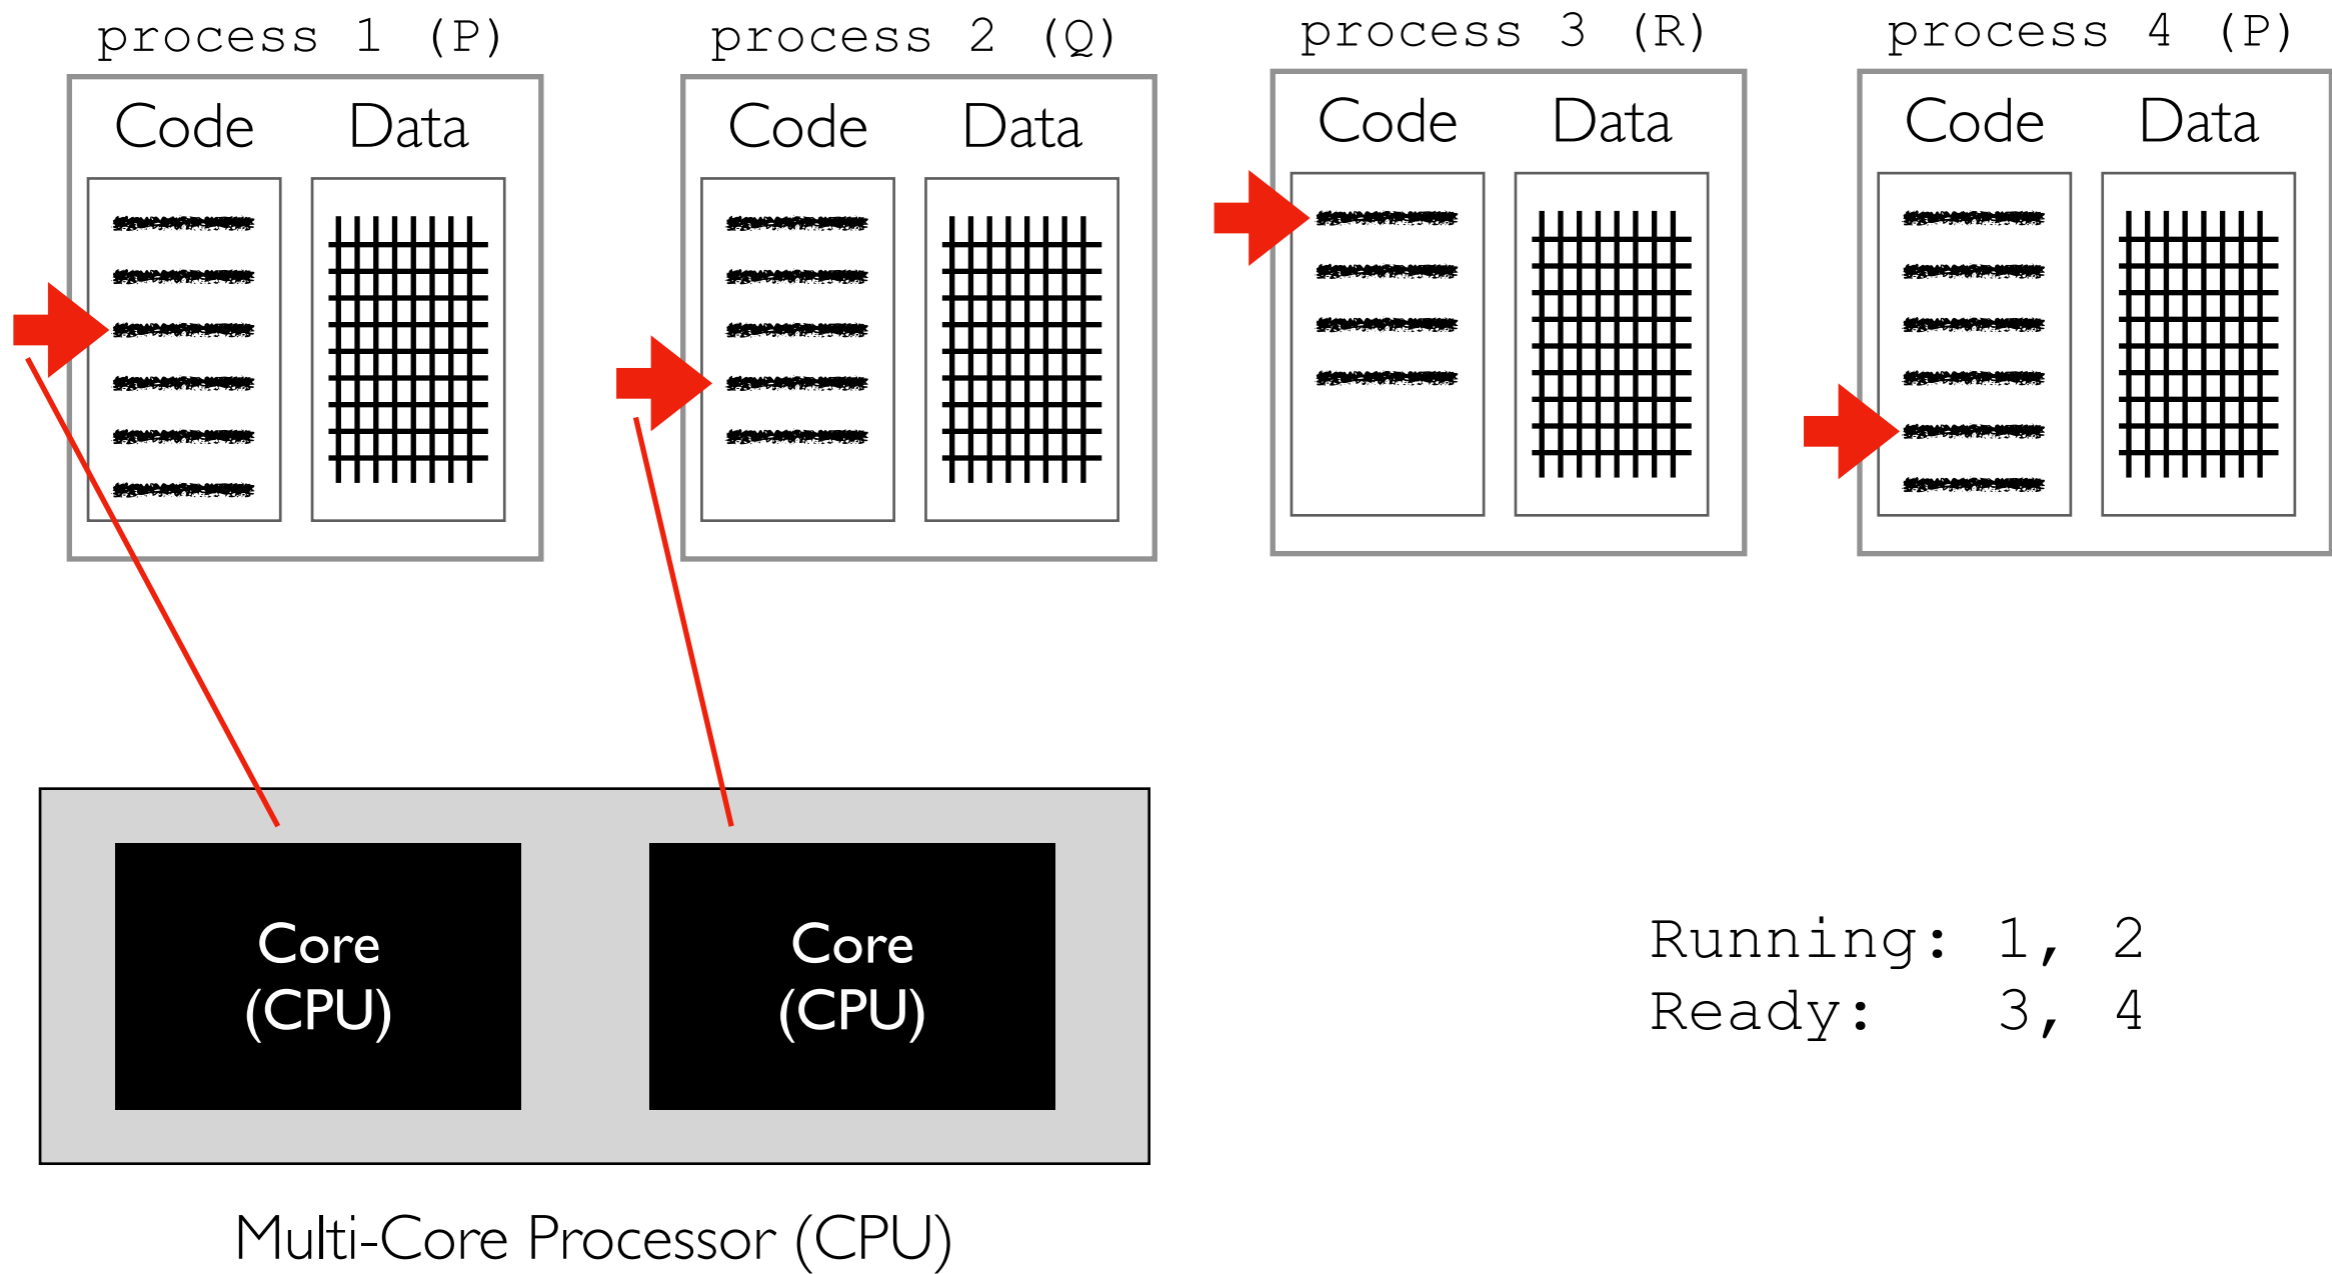 process 1 (P)
process 2 (Q)
process 3 (R)
process 4 (P)
Code Data
Code Data
Code Data
Code Data
Core
(CPU)
Core
(CPU)
Running: 1, 2
Ready: 3, 4
Multi-Core Processor (CPU)